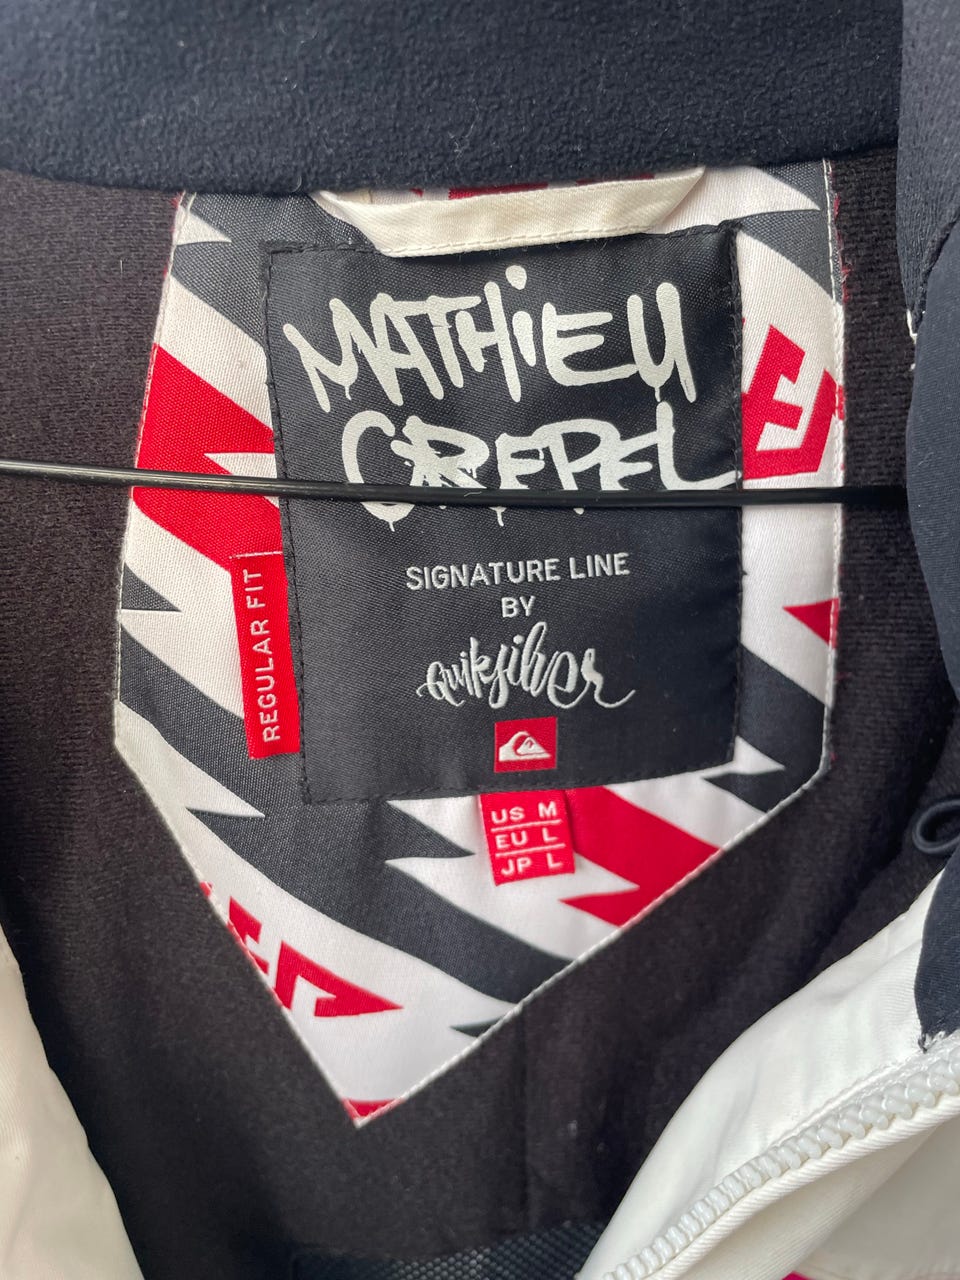 MATHiEU
CREPEL
SIGNATURE LINE
BY
Quiksilver
REGULAR FIT
US M
EU L
JP L